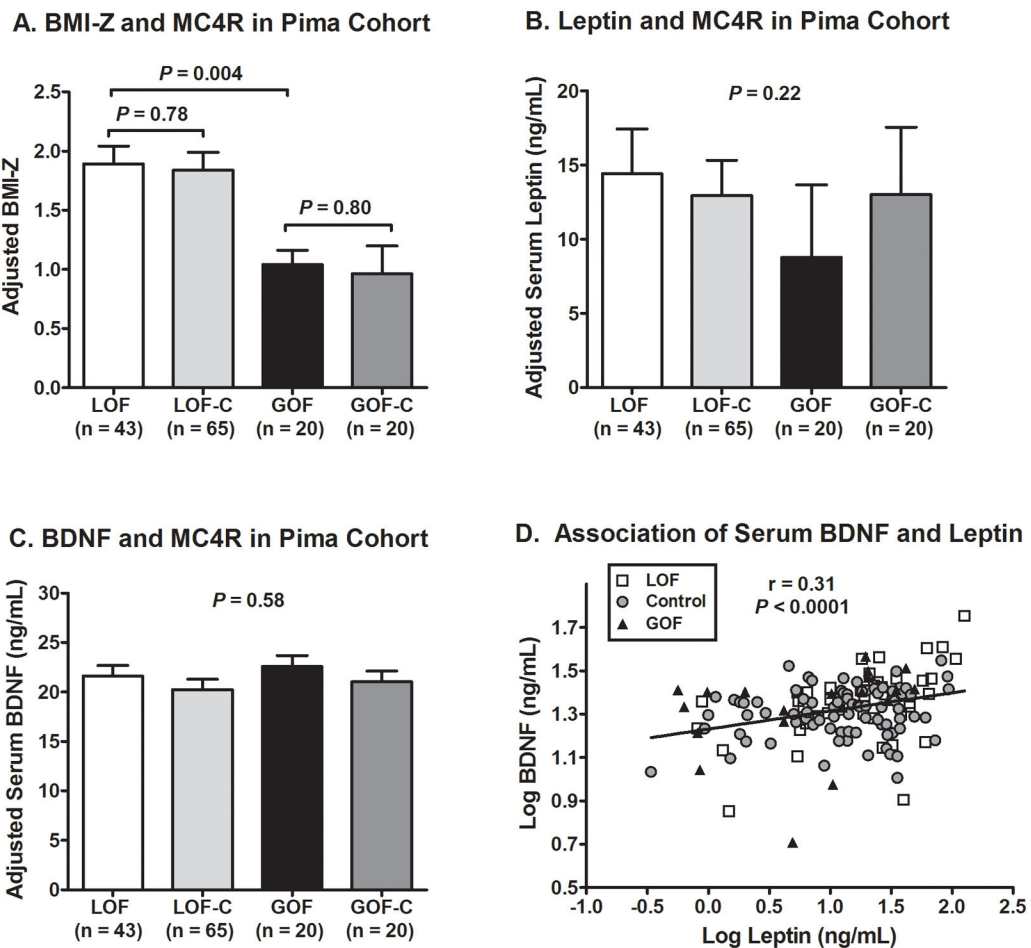 A. BMI-Z and MC4R in Pima Cohort
P = 0.004
P = 0.78
P = 0.80
Adjusted BMI-Z
2.5
2.0
1.5
1.0
0.5
0.0
LOF LOF-C GOF GOF-C
(n = 43) (n = 65) (n = 20) (n = 20)
B. Leptin and MC4R in Pima Cohort
P = 0.22
Adjusted Serum Leptin (ng/mL)
20
15
10
5
0
LOF LOF-C GOF GOF-C
(n = 43) (n = 65) (n = 20) (n = 20)
C. BDNF and MC4R in Pima Cohort
P = 0.58
Adjusted Serum BDNF (ng/mL)
30
25
20
15
10
5
0
LOF LOF-C GOF GOF-C
(n = 43) (n = 65) (n = 20) (n = 20)
D. Association of Serum BDNF and Leptin
LOF
Control
GOF
r = 0.31
P < 0.0001
Log BDNF (ng/mL)
1.7
1.5
1.3
1.1
0.9
0.7
0.5
-1.0 -0.5 0.0 0.5 1.0 1.5 2.0 2.5
Log Leptin (ng/mL)